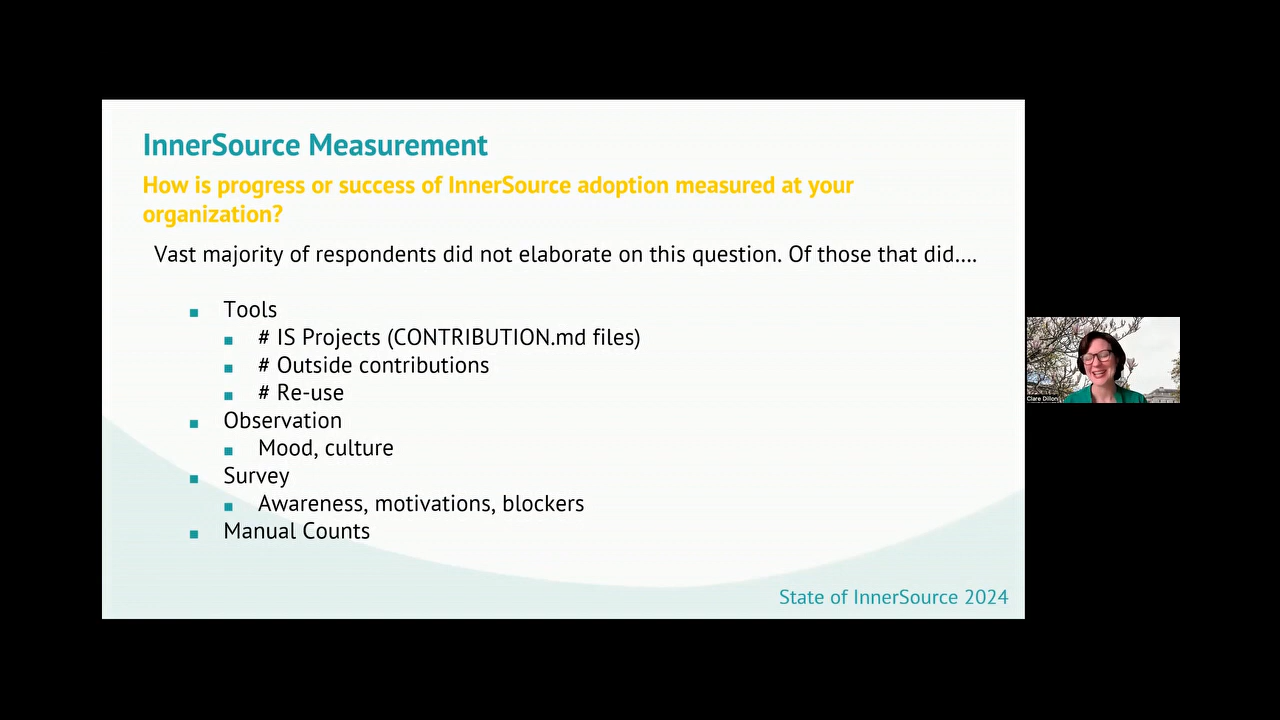 InnerSource Measurement
How is progress or success of InnerSource adoption measured at your
organization?
Vast majority of respondents did not elaborate on this question. Of those that did....
■ Tools
■ # IS Projects (CONTRIBUTION.md files)
■ # Outside contributions
■ # Re-use
■ Observation
■ Mood, culture
■ Survey
■ Awareness, motivations, blockers
■ Manual Counts
Clare Dillon
State of InnerSource 2024